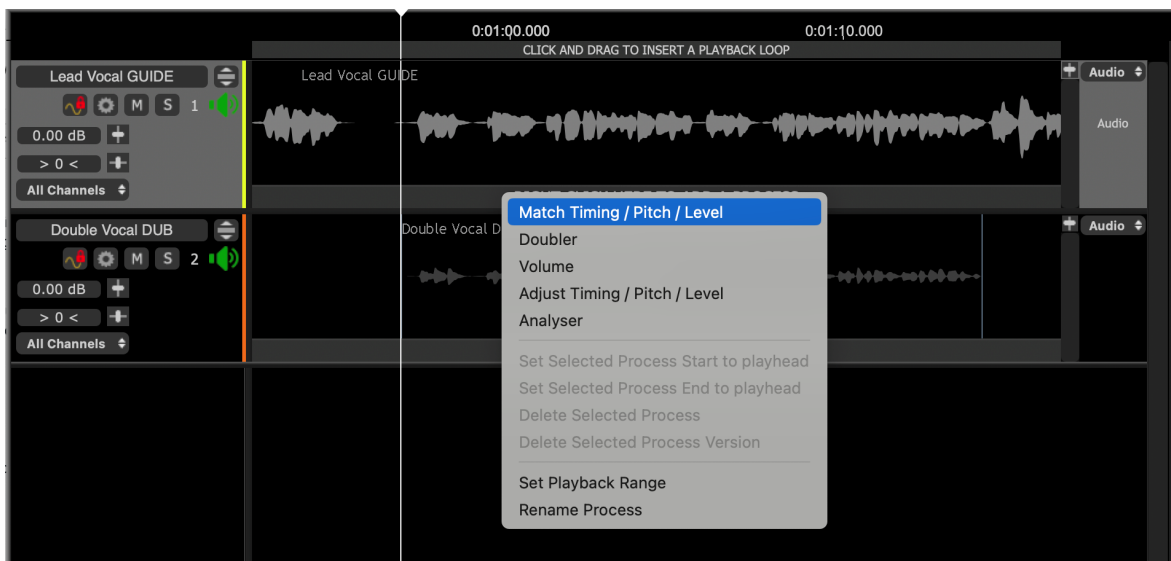 0:01:00.000
0:01:10.000
CLICK AND DRAG TO INSERT A PLAYBACK LOOP
Lead Vocal GUIDE
Lead Vocal GUIDE
Audio
M S 1
0.00 dB
Audio
> 0 <
All Channels
Match Timing / Pitch / Level
Double Vocal DUB
Double Vocal D
Audio
Doubler
M S 2
Volume
0.00 dB
Adjust Timing / Pitch / Level
> 0 <
Analyser
All Channels
Set Selected Process Start to playhead
Set Selected Process End to playhead
Delete Selected Process
Delete Selected Process Version
Set Playback Range
Rename Process